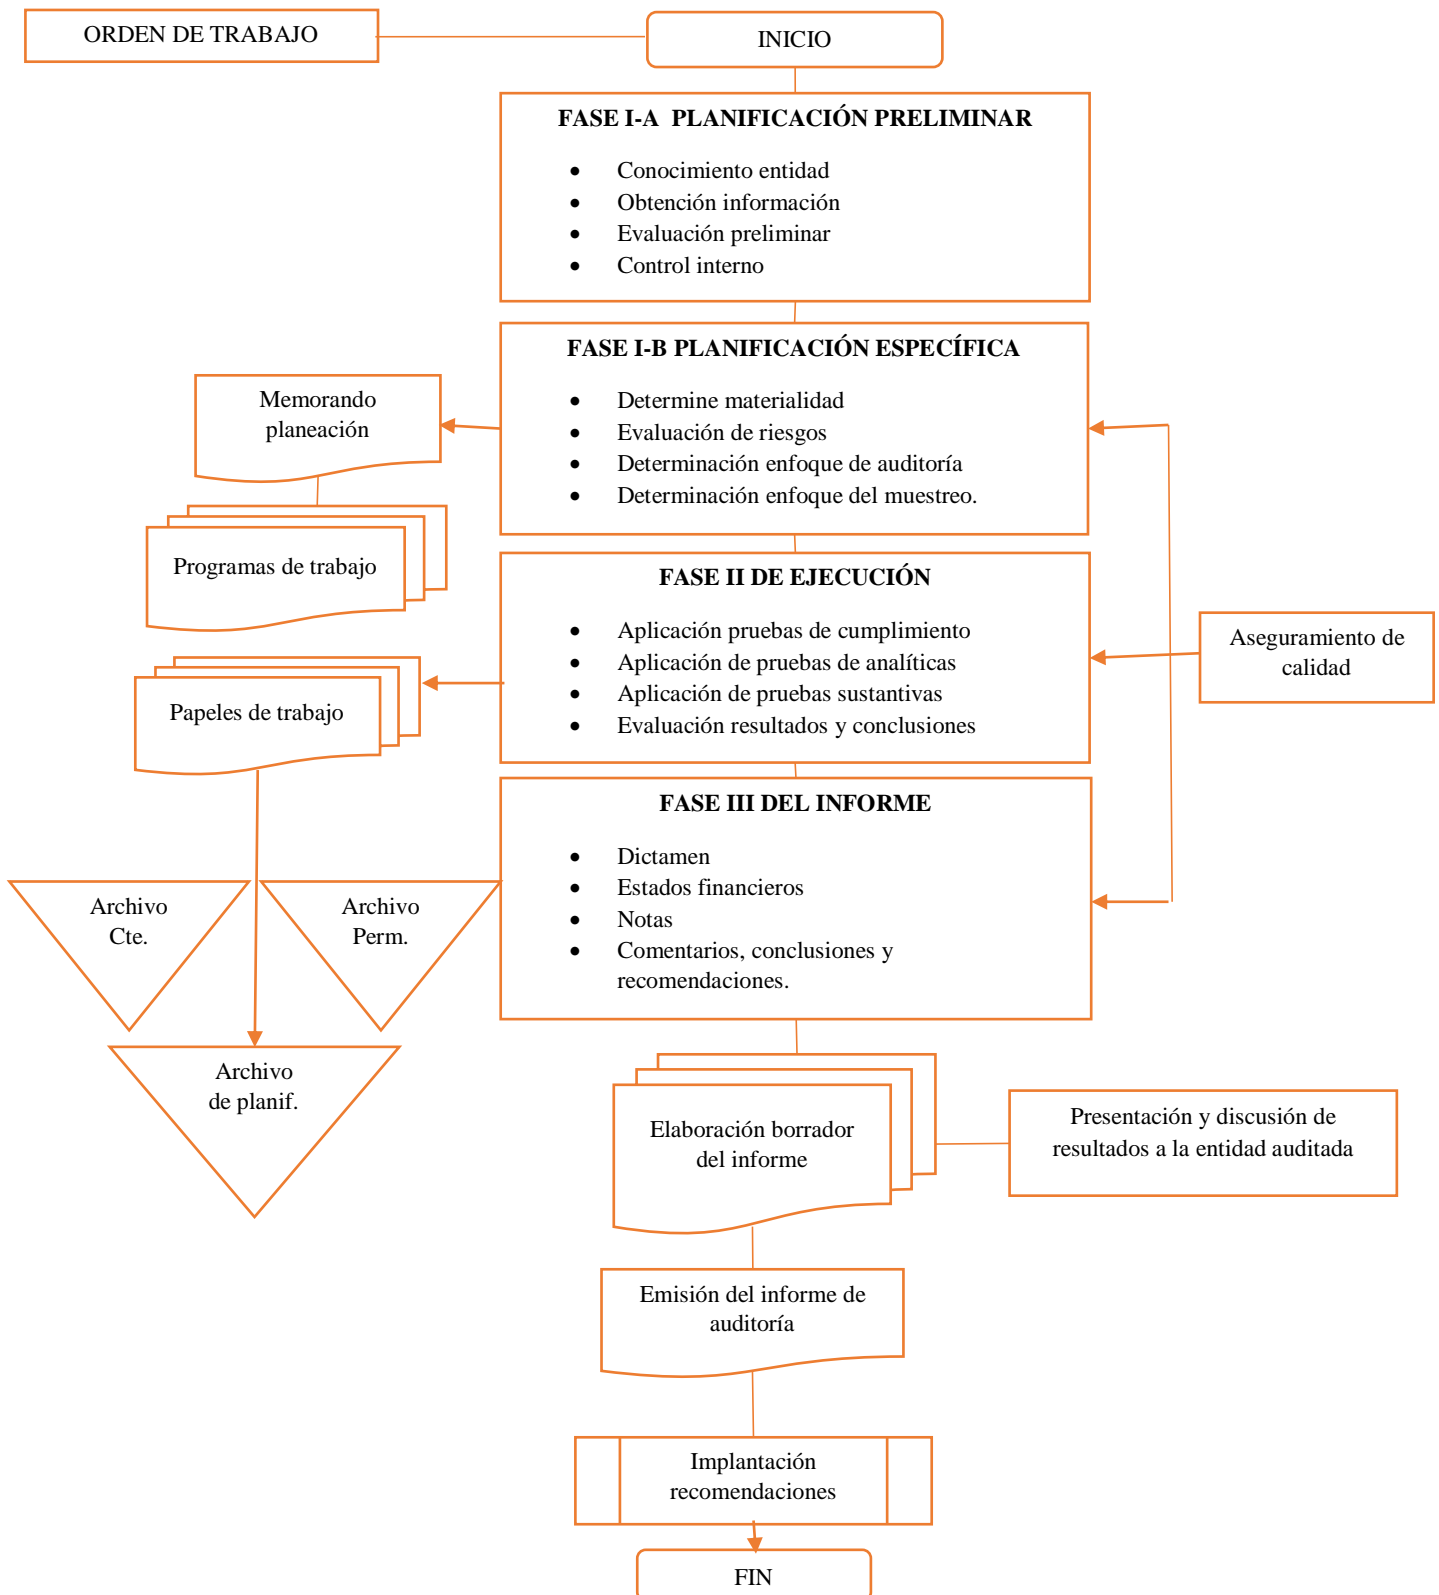 ORDEN DE TRABAJO
INICIO
FASE I-A PLANIFICACIÓN PRELIMINAR
• Conocimiento entidad
• Obtención información
• Evaluación preliminar
• Control interno
FASE I-B PLANIFICACIÓN ESPECÍFICA
• Determine materialidad
• Evaluación de riesgos
• Determinación enfoque de auditoría
• Determinación enfoque del muestreo.
Memorando
planeación
Programas de trabajo
FASE II DE EJECUCIÓN
• Aplicación pruebas de cumplimiento
• Aplicación de pruebas de analíticas
• Aplicación de pruebas sustantivas
• Evaluación resultados y conclusiones
Aseguramiento de
calidad
Papeles de trabajo
FASE III DEL INFORME
• Dictamen
• Estados financieros
• Notas
• Comentarios, conclusiones y
recomendaciones.
Archivo
Cte.
Archivo
Perm.
Archivo
de planif.
Elaboración borrador
del informe
Presentación y discusión de
resultados a la entidad auditada
Emisión del informe de
auditoría
Implantación
recomendaciones
FIN